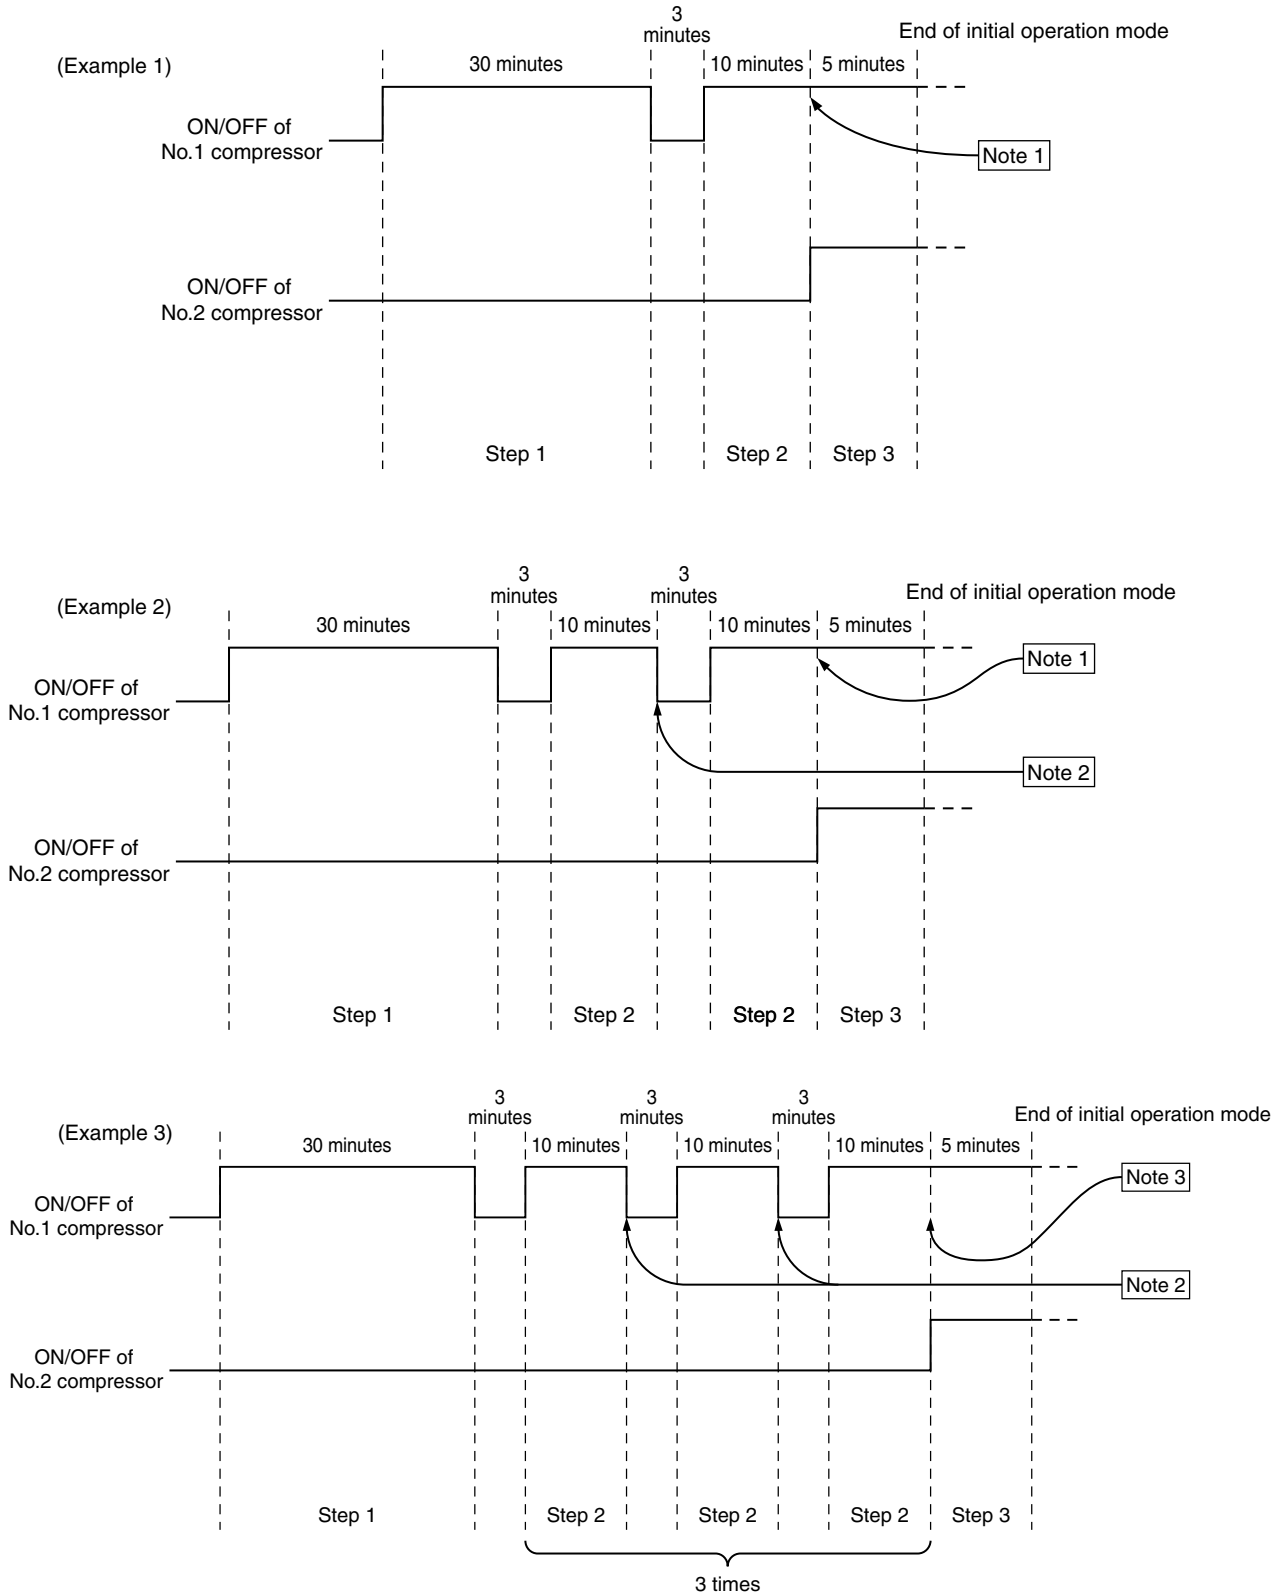 3
minutes
End of initial operation mode
(Example 1)
30 minutes
10 minutes
5 minutes
ON/OFF of
No.1 compressor
Note 1
ON/OFF of
No.2 compressor
Step 1
Step 2
Step 3
3
minutes
3
minutes
End of initial operation mode
(Example 2)
30 minutes
10 minutes
10 minutes
5 minutes
Note 1
ON/OFF of
No.1 compressor
Note 2
ON/OFF of
No.2 compressor
Step 1
Step 2
Step 2
Step 3
3
minutes
3
minutes
3
minutes
End of initial operation mode
(Example 3)
30 minutes
10 minutes
10 minutes
10 minutes
5 minutes
Note 3
ON/OFF of
No.1 compressor
Note 2
ON/OFF of
No.2 compressor
Step 1
Step 2
Step 2
Step 2
Step 3
3 times